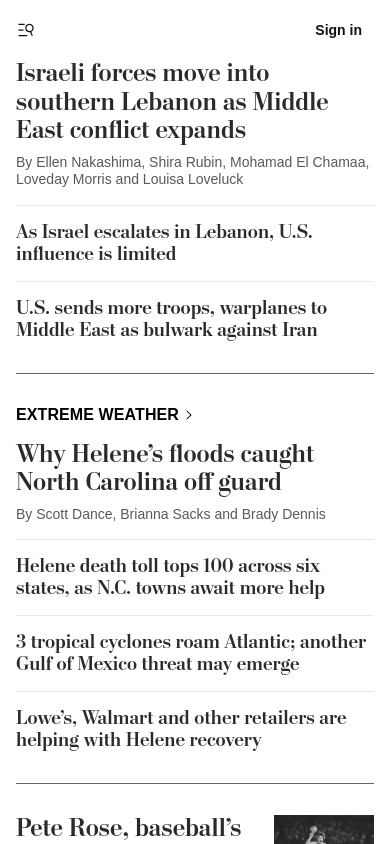 Sign in
Israeli forces move into
southern Lebanon as Middle
East conflict expands
By Ellen Nakashima, Shira Rubin, Mohamad El Chamaa,
Loveday Morris and Louisa Loveluck
As Israel escalates in Lebanon, U.S.
influence is limited
U.S. sends more troops, warplanes to
Middle East as bulwark against Iran
EXTREME WEATHER
Why Helene’s floods caught
North Carolina off guard
By Scott Dance, Brianna Sacks and Brady Dennis
Helene death toll tops 100 across six
states, as N.C. towns await more help
3 tropical cyclones roam Atlantic; another
Gulf of Mexico threat may emerge
Lowe’s, Walmart and other retailers are
helping with Helene recovery
Pete Rose, baseball’s